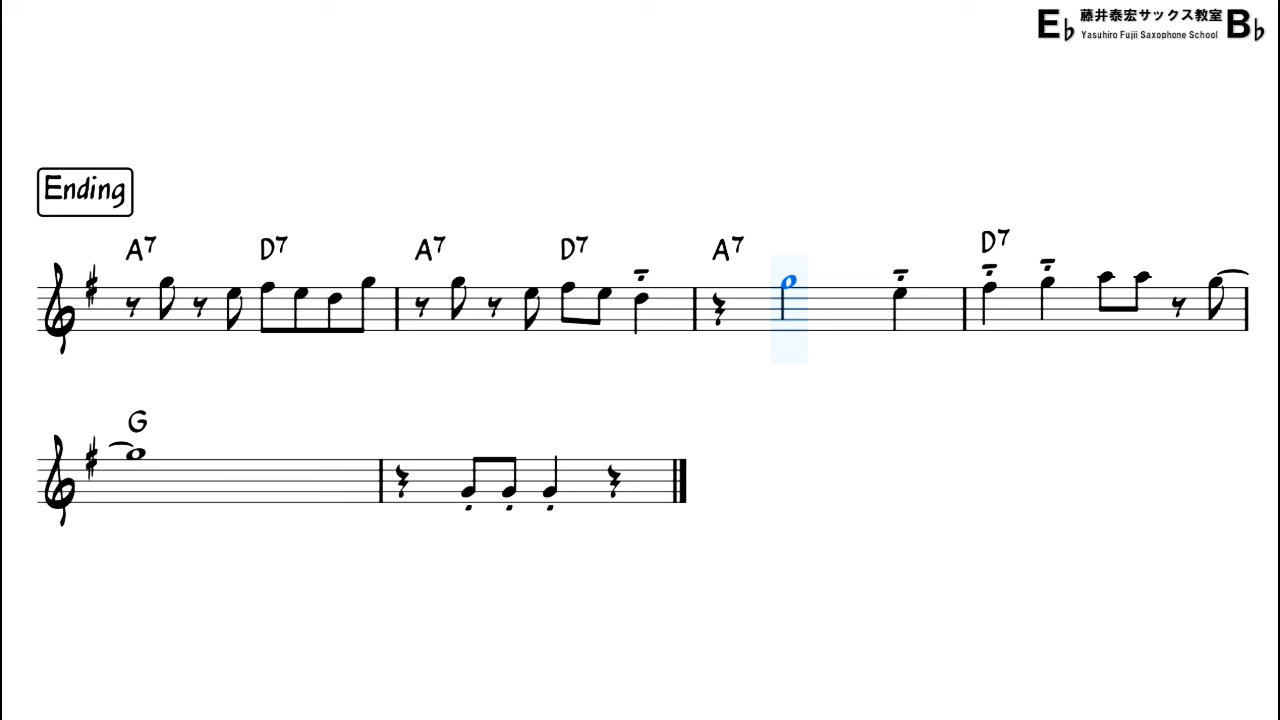 E♭ 藤井泰宏サックス教室 B♭
Yasuhiro Fujii Saxophone School
Ending
A7 D7 A7 D7 A7 D7
G